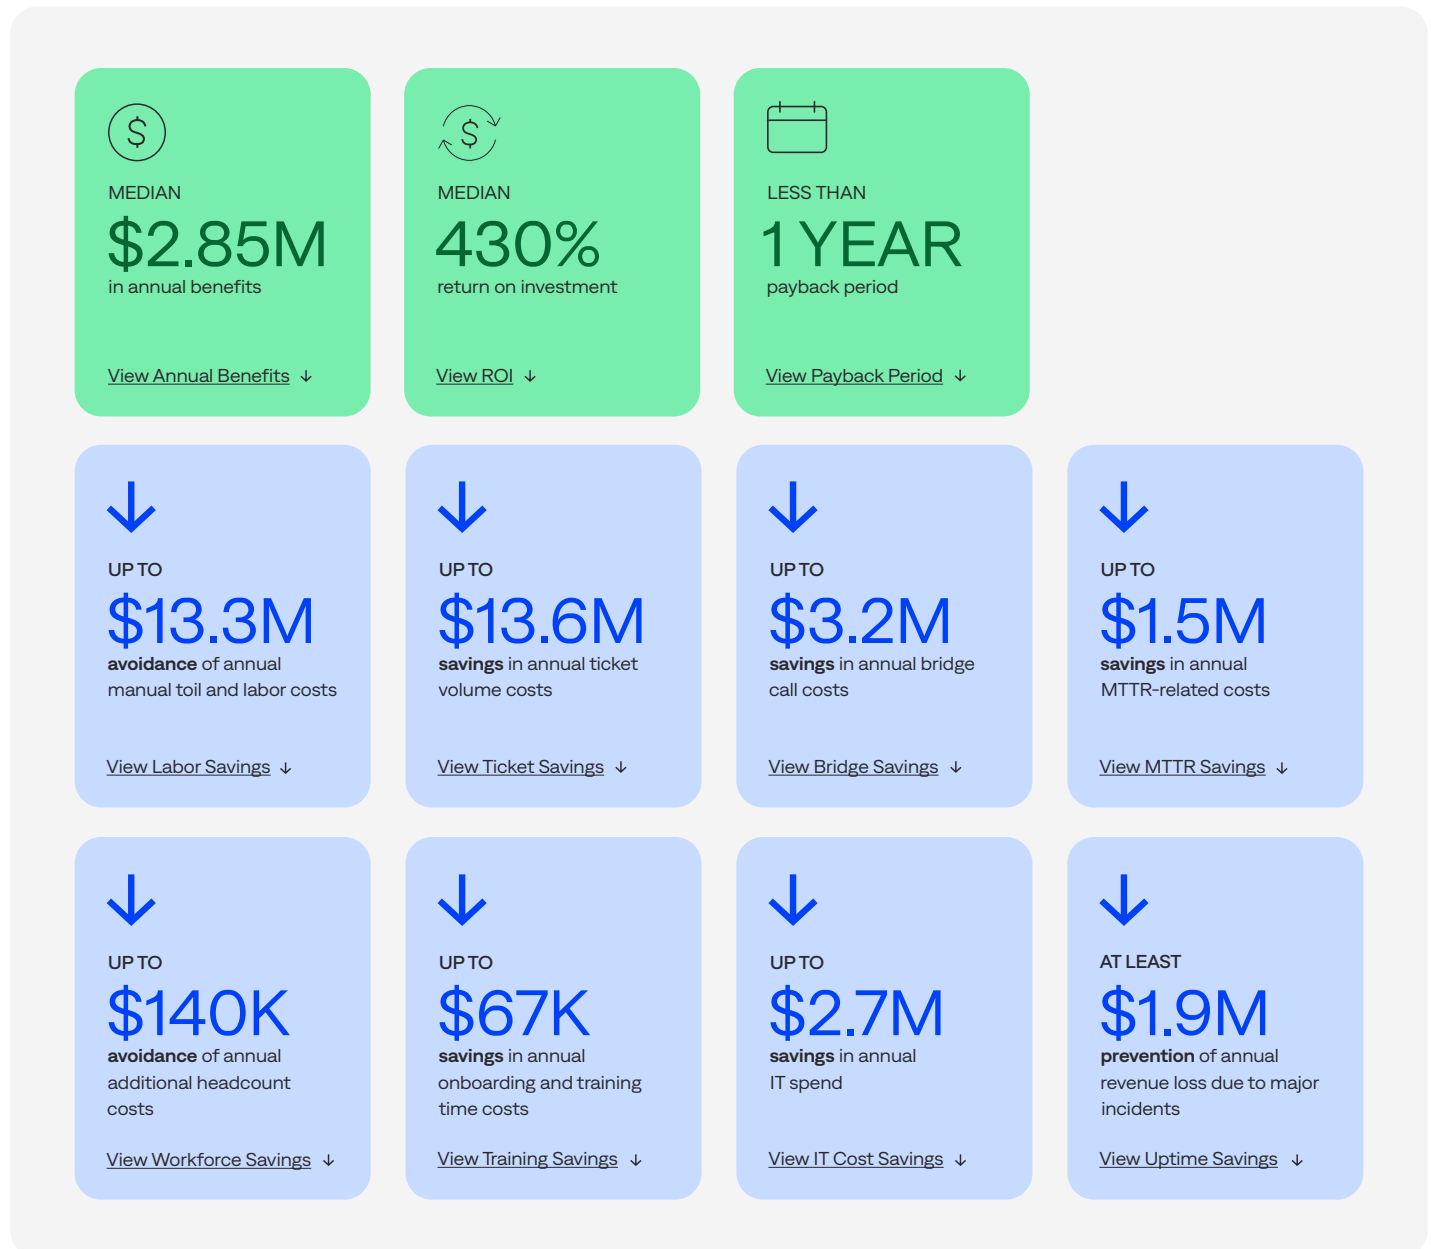 $
MEDIAN
$2.85M
in annual benefits
View Annual Benefits ↓
$
MEDIAN
430%
return on investment
View ROI ↓
LESS THAN
1 YEAR
payback period
View Payback Period ↓
UP TO
$13.3M
avoidance of annual
manual toil and labor costs
View Labor Savings ↓
UP TO
$13.6M
savings in annual ticket
volume costs
View Ticket Savings ↓
UP TO
$3.2M
savings in annual bridge
call costs
View Bridge Savings ↓
UP TO
$1.5M
savings in annual
MTTR-related costs
View MTTR Savings ↓
UP TO
$140K
avoidance of annual
additional headcount
costs
View Workforce Savings ↓
UP TO
$67K
savings in annual
onboarding and training
time costs
View Training Savings ↓
UP TO
$2.7M
savings in annual
IT spend
View IT Cost Savings ↓
AT LEAST
$1.9M
prevention of annual
revenue loss due to major
incidents
View Uptime Savings ↓